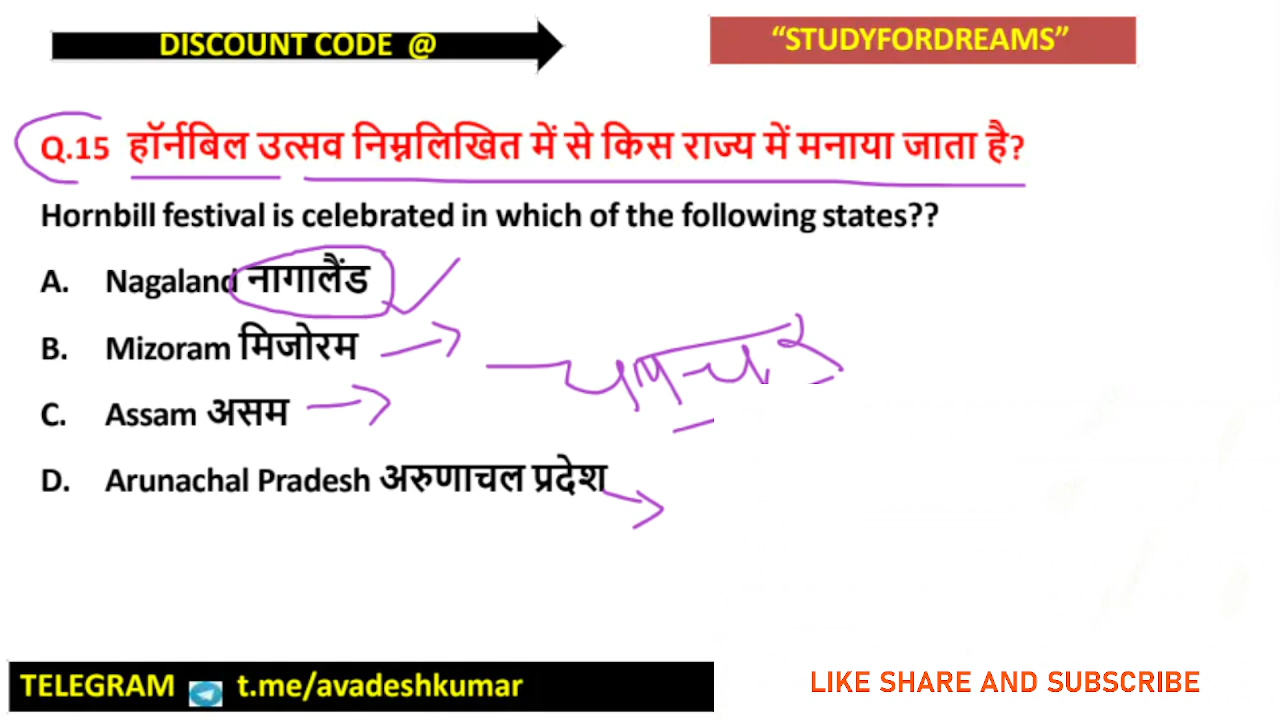 DISCOUNT CODE @
“STUDYFORDREAMS”
Q.15 हॉर्नबिल उत्सव निम्नलिखित में से किस राज्य में मनाया जाता है?
Hornbill festival is celebrated in which of the following states??
A. Nagaland नागालैंड
B. Mizoram मिजोरम
C. Assam असम
D. Arunachal Pradesh अरुणाचल प्रदेश
TELEGRAM t.me/avadeshkumar
LIKE SHARE AND SUBSCRIBE